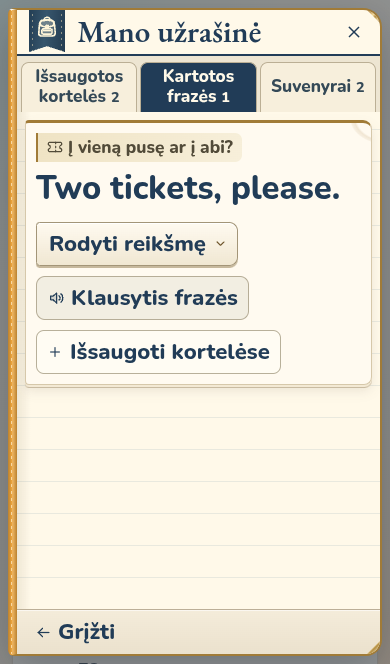 Mano užrašinė
Išsaugotos
kortelės 2
Kartotos
frazės 1
Suvenyrai 2
Į vieną pusę ar į abi?
Two tickets, please.
Rodyti reikšmę
Klausytis frazės
+ Išsaugoti kortelėse
← Grįžti